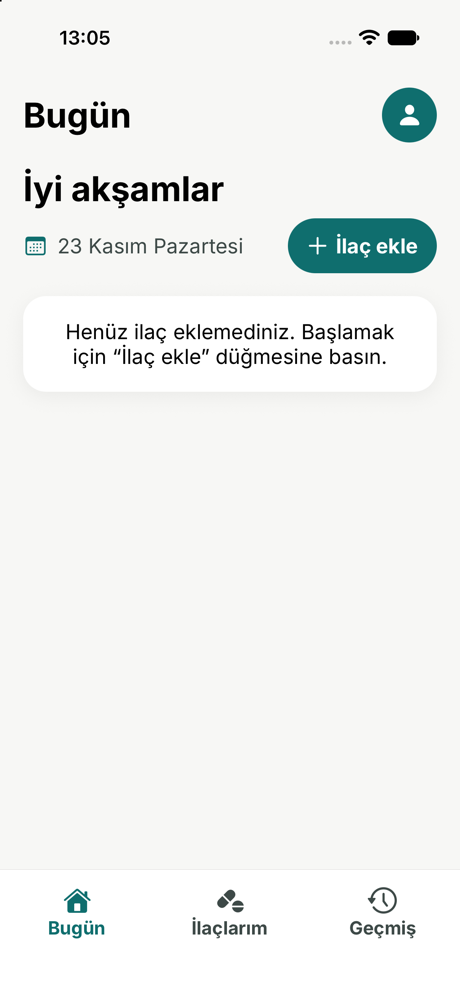 13:05
Bugün
İyi akşamlar
23 Kasım Pazartesi
İlaç ekle
Henüz ilaç eklemediniz. Başlamak
için “İlaç ekle” düğmesine basın.
Bugün
İlaçlarım
Geçmiş